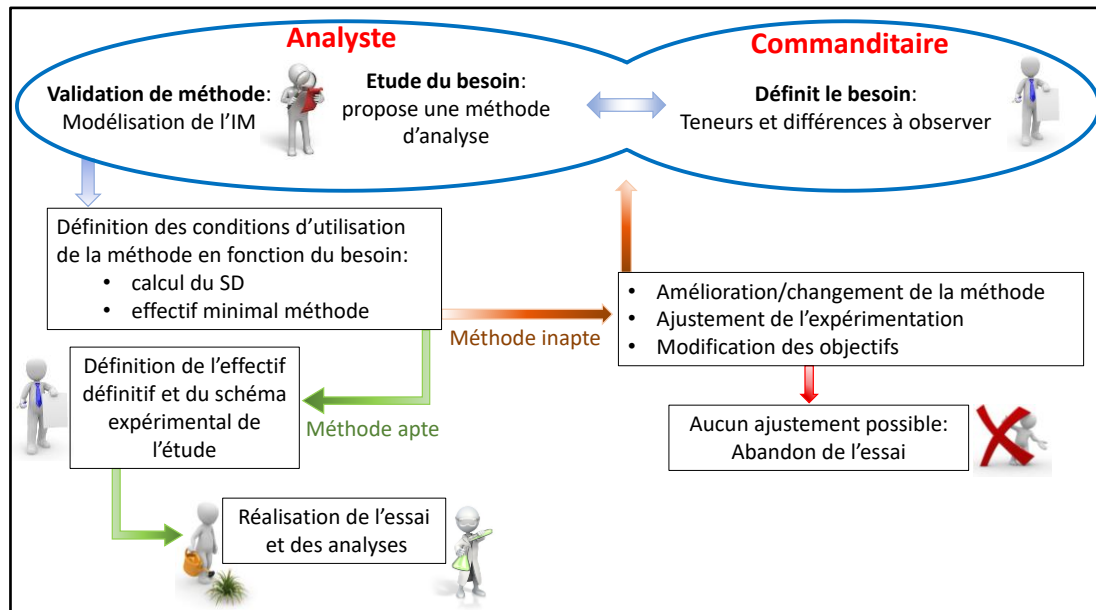 Analyste
Commanditaire
Validation de méthode:
Modélisation de l'IM
Etude du besoin:
propose une méthode
d'analyse
Définit le besoin:
Teneurs et différences à observer
Définition des conditions d'utilisation
de la méthode en fonction du besoin:
• calcul du SD
• effectif minimal méthode
Méthode inapte
• Amélioration/changement de la méthode
• Ajustement de l'expérimentation
• Modification des objectifs
Définition de l'effectif
définitif et du schéma
expérimental de
l'étude
Méthode apte
Aucun ajustement possible:
Abandon de l'essai
Réalisation de l'essai
et des analyses